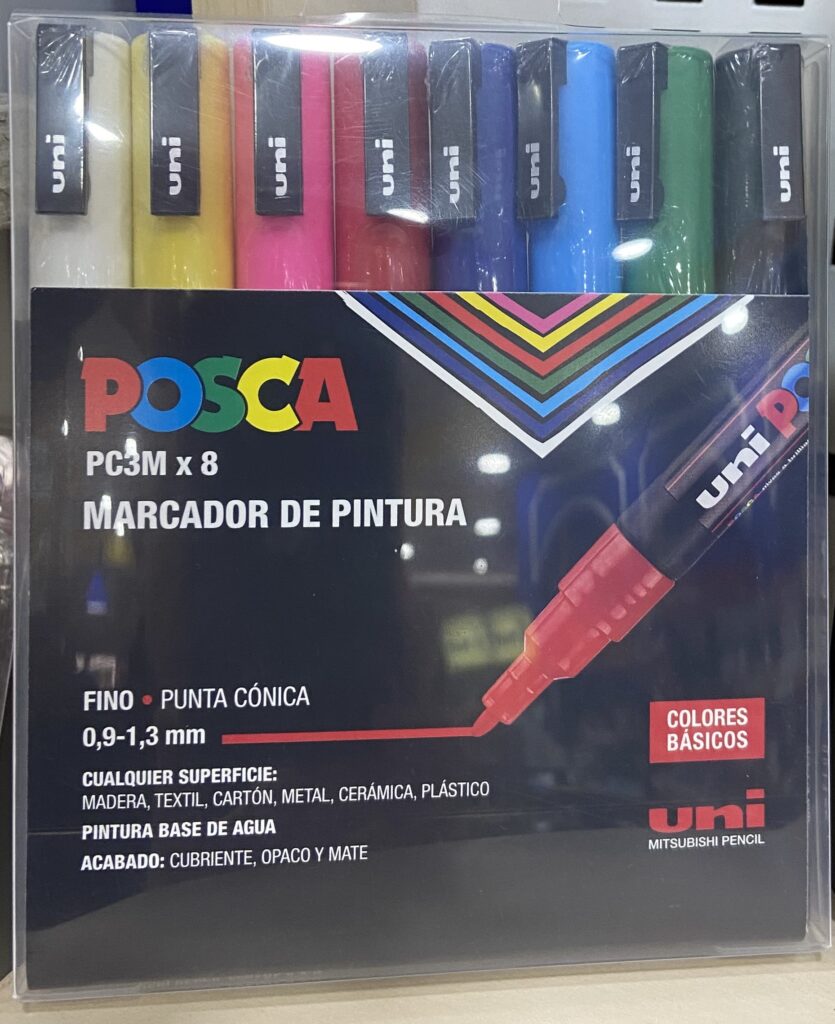 uni uni uni uni uni uni uni uni
POSCA
PC3M x 8
MARCADOR DE PINTURA
uni
FINO • PUNTA CÓNICA
0,9-1,3 mm
COLORES
BÁSICOS
CUALQUIER SUPERFICIE:
MADERA, TEXTIL, CARTÓN, METAL, CERÁMICA, PLÁSTICO
PINTURA BASE DE AGUA
ACABADO: CUBRIENTE, OPACO Y MATE
uni
MITSUBISHI PENCIL